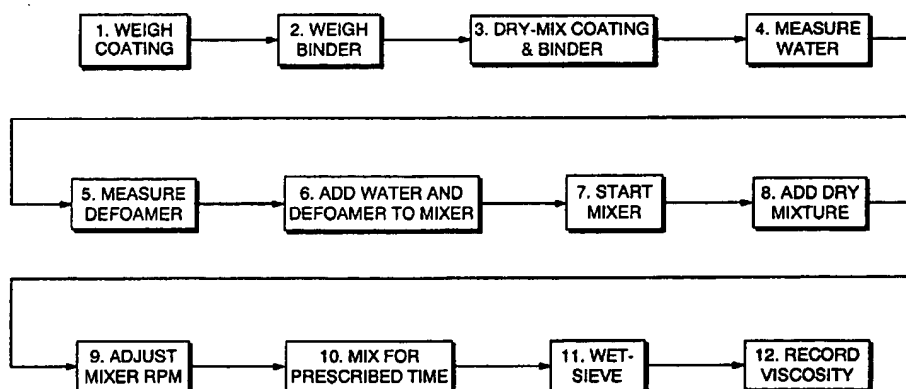 1. WEIGH
COATING
2. WEIGH
BINDER
3. DRY-MIX COATING
& BINDER
4. MEASURE
WATER
5. MEASURE
DEFOAMER
6. ADD WATER AND
DEFOAMER TO MIXER
7. START
MIXER
8. ADD DRY
MIXTURE
9. ADJUST
MIXER RPM
10. MIX FOR
PRESCRIBED TIME
11. WET-
SIEVE
12. RECORD
VISCOSITY